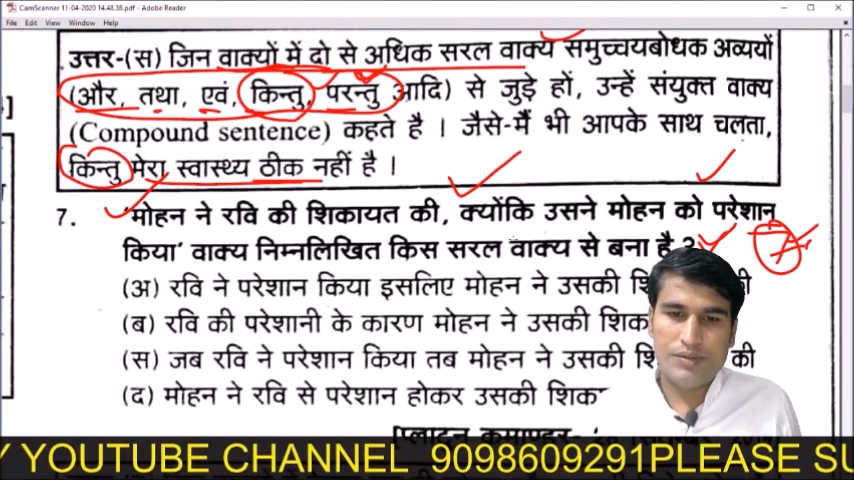 CamScanner 11-04-2020 14.48.38.pdf - Adobe Reader
File Edit View Window Help
उत्तर-(स) जिन वाक्यों में दो से अधिक सरल वाक्य समुच्चयबोधक अव्ययों
(और, तथा, एवं, किन्तु, परन्तु आदि) से जुड़े हों, उन्हें संयुक्त वाक्य
(Compound sentence) कहते है । जैसे-मैं भी आपके साथ चलता,
किन्तु मेरा स्वास्थ्य ठीक नहीं है ।
7. 'मोहन ने रवि की शिकायत की, क्योंकि उसने मोहन को परेशान
किया' वाक्य निम्नलिखित किस सरल वाक्य से बना है ?
(अ) रवि ने परेशान किया इसलिए मोहन ने उसकी की
(ब) रवि की परेशानी के कारण मोहन ने उसकी
(स) जब रवि ने परेशान किया तब मोहन ने उसकी की
(द) मोहन ने रवि से परेशान होकर उसकी
[प्लाटून कमाण्डर-
YOUTUBE CHANNEL 9098609291PLEASE